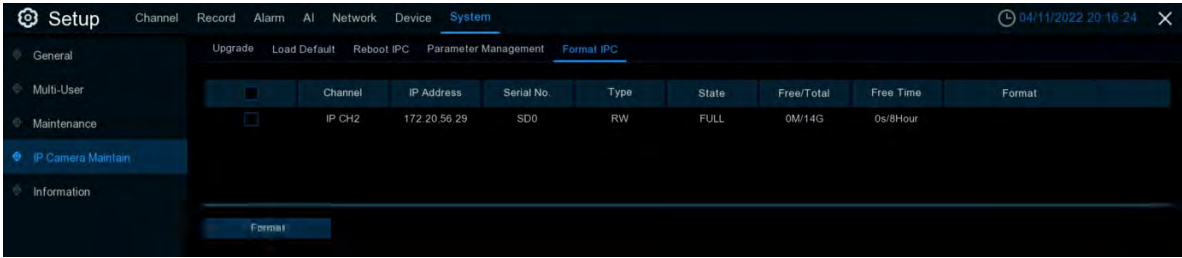 Setup Channel Record Alarm AI Network Device System 04/11/2022 20:16:24
Upgrade Load Default Reboot IPC Parameter Management Format IPC
General
Multi-User
Maintenance
IP Camera Maintain
Information
Channel IP Address Serial No. Type State Free/Total Free Time Format
IP CH2 172.20.56.29 SD0 RW FULL 0M/14G 0s/8Hour
Format